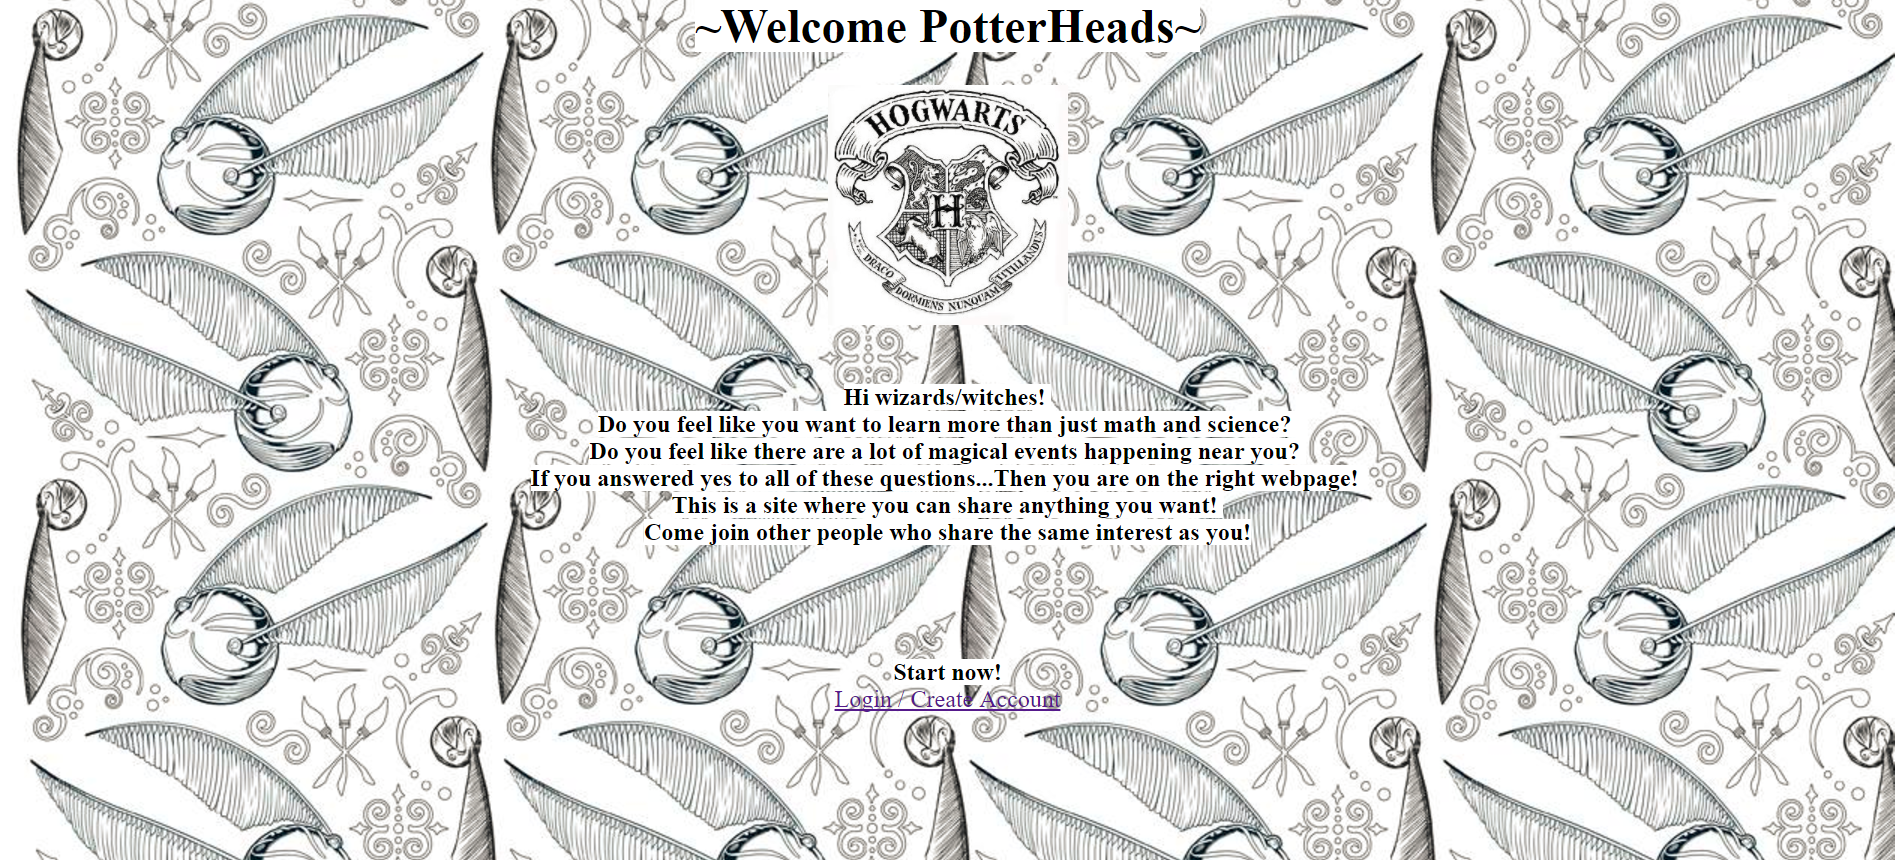 ~Welcome PotterHeads~
HOGWARTS
H
DRACO DORMIENS NUNQUAM TITILLANDUS
Hi wizards/witches!
Do you feel like you want to learn more than just math and science?
Do you feel like there are a lot of magical events happening near you?
If you answered yes to all of these questions...Then you are on the right webpage!
This is a site where you can share anything you want!
Come join other people who share the same interest as you!
Start now!
Login / Create Account